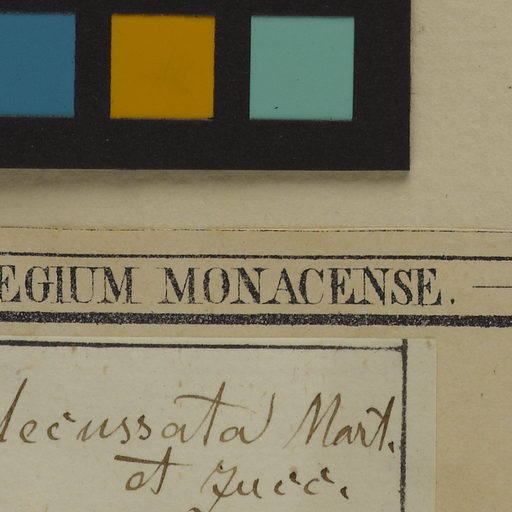 EGIUM MONACENSE.
decussata Mart.
et Zucc.